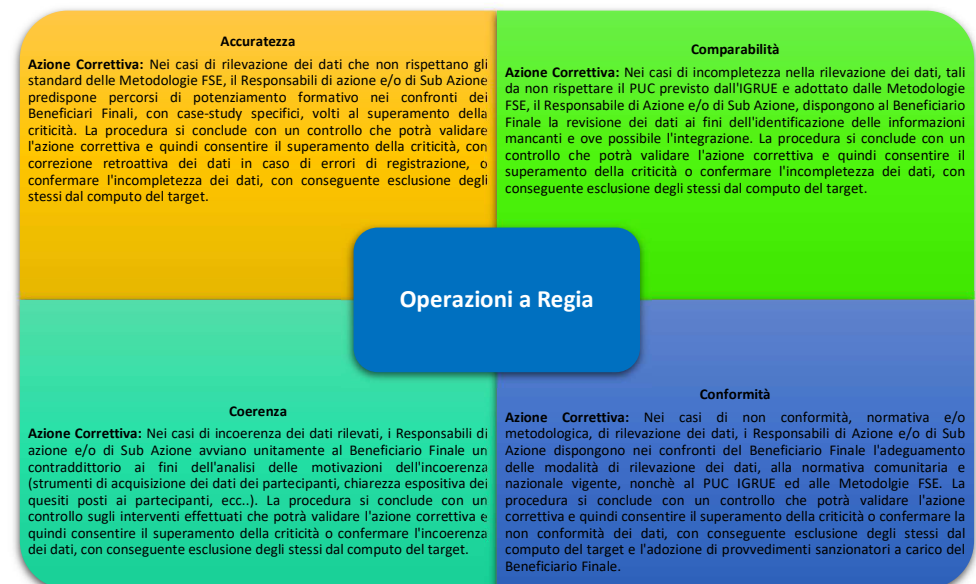 Accuratezza
Azione Correttiva: Nei casi di rilevazione dei dati che non rispettano gli
standard delle Metodologie FSE, il Responsabili di azione e/o di Sub Azione
predispone percorsi di potenziamento formativo nei confronti dei
Beneficiari Finali, con case-study specifici, volti al superamento della
criticità. La procedura si conclude con un controllo che potrà validare
l'azione correttiva e quindi consentire il superamento della criticità, con
correzione retroattiva dei dati in caso di errori di registrazione, o
confermare l'incompletezza dei dati, con conseguente esclusione degli
stessi dal computo del target.
Comparabilità
Azione Correttiva: Nei casi di incompletezza nella rilevazione dei dati, tali
da non rispettare il PUC previsto dall'IGRUE e adottato dalle Metodologie
FSE, il Responsabile di Azione e/o di Sub Azione, dispongono al Beneficiario
Finale la revisione dei dati ai fini dell'identificazione delle informazioni
mancanti e ove possibile l'integrazione. La procedura si conclude con un
controllo che potrà validare l'azione correttiva e quindi consentire il
superamento della criticità o confermare l'incompletezza dei dati, con
conseguente esclusione degli stessi dal computo del target.
Operazioni a Regia
Coerenza
Azione Correttiva: Nei casi di incoerenza dei dati rilevati, i Responsabili di
azione e/o di Sub Azione avviano unitamente al Beneficiario Finale un
contraddittorio ai fini dell'analisi delle motivazioni dell'incoerenza
(strumenti di acquisizione dei dati dei partecipanti, chiarezza espositiva dei
quesiti posti ai partecipanti, ecc..). La procedura si conclude con un
controllo sugli interventi effettuati che potrà validare l'azione correttiva e
quindi consentire il superamento della criticità o confermare l'incoerenza
dei dati, con conseguente esclusione degli stessi dal computo del target.
Conformità
Azione Correttiva: Nei casi di non conformità, normativa e/o
metodologica, di rilevazione dei dati, i Responsabili di Azione e/o di Sub
Azione dispongono nei confronti del Beneficiario Finale l'adeguamento
delle modalità di rilevazione dei dati, alla normativa comunitaria e
nazionale vigente, nonchè al PUC IGRUE ed alle Metodolgie FSE. La
procedura si conclude con un controllo che potrà validare l'azione
correttiva e quindi consentire il superamento della criticità o confermare la
non conformità dei dati, con conseguente esclusione degli stessi dal
computo del target e l'adozione di provvedimenti sanzionatori a carico del
Beneficiario Finale.